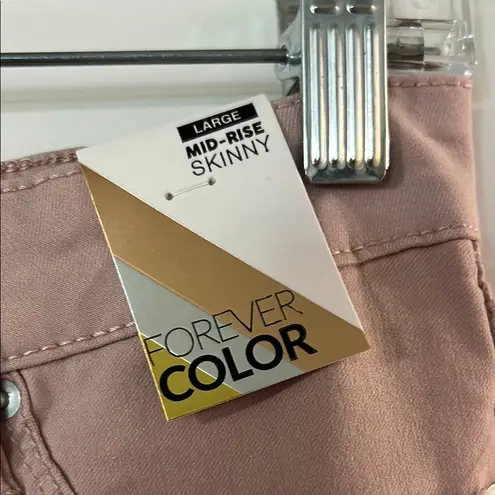 LARGE
MID-RISE
SKINNY
FOREVER
COLOR